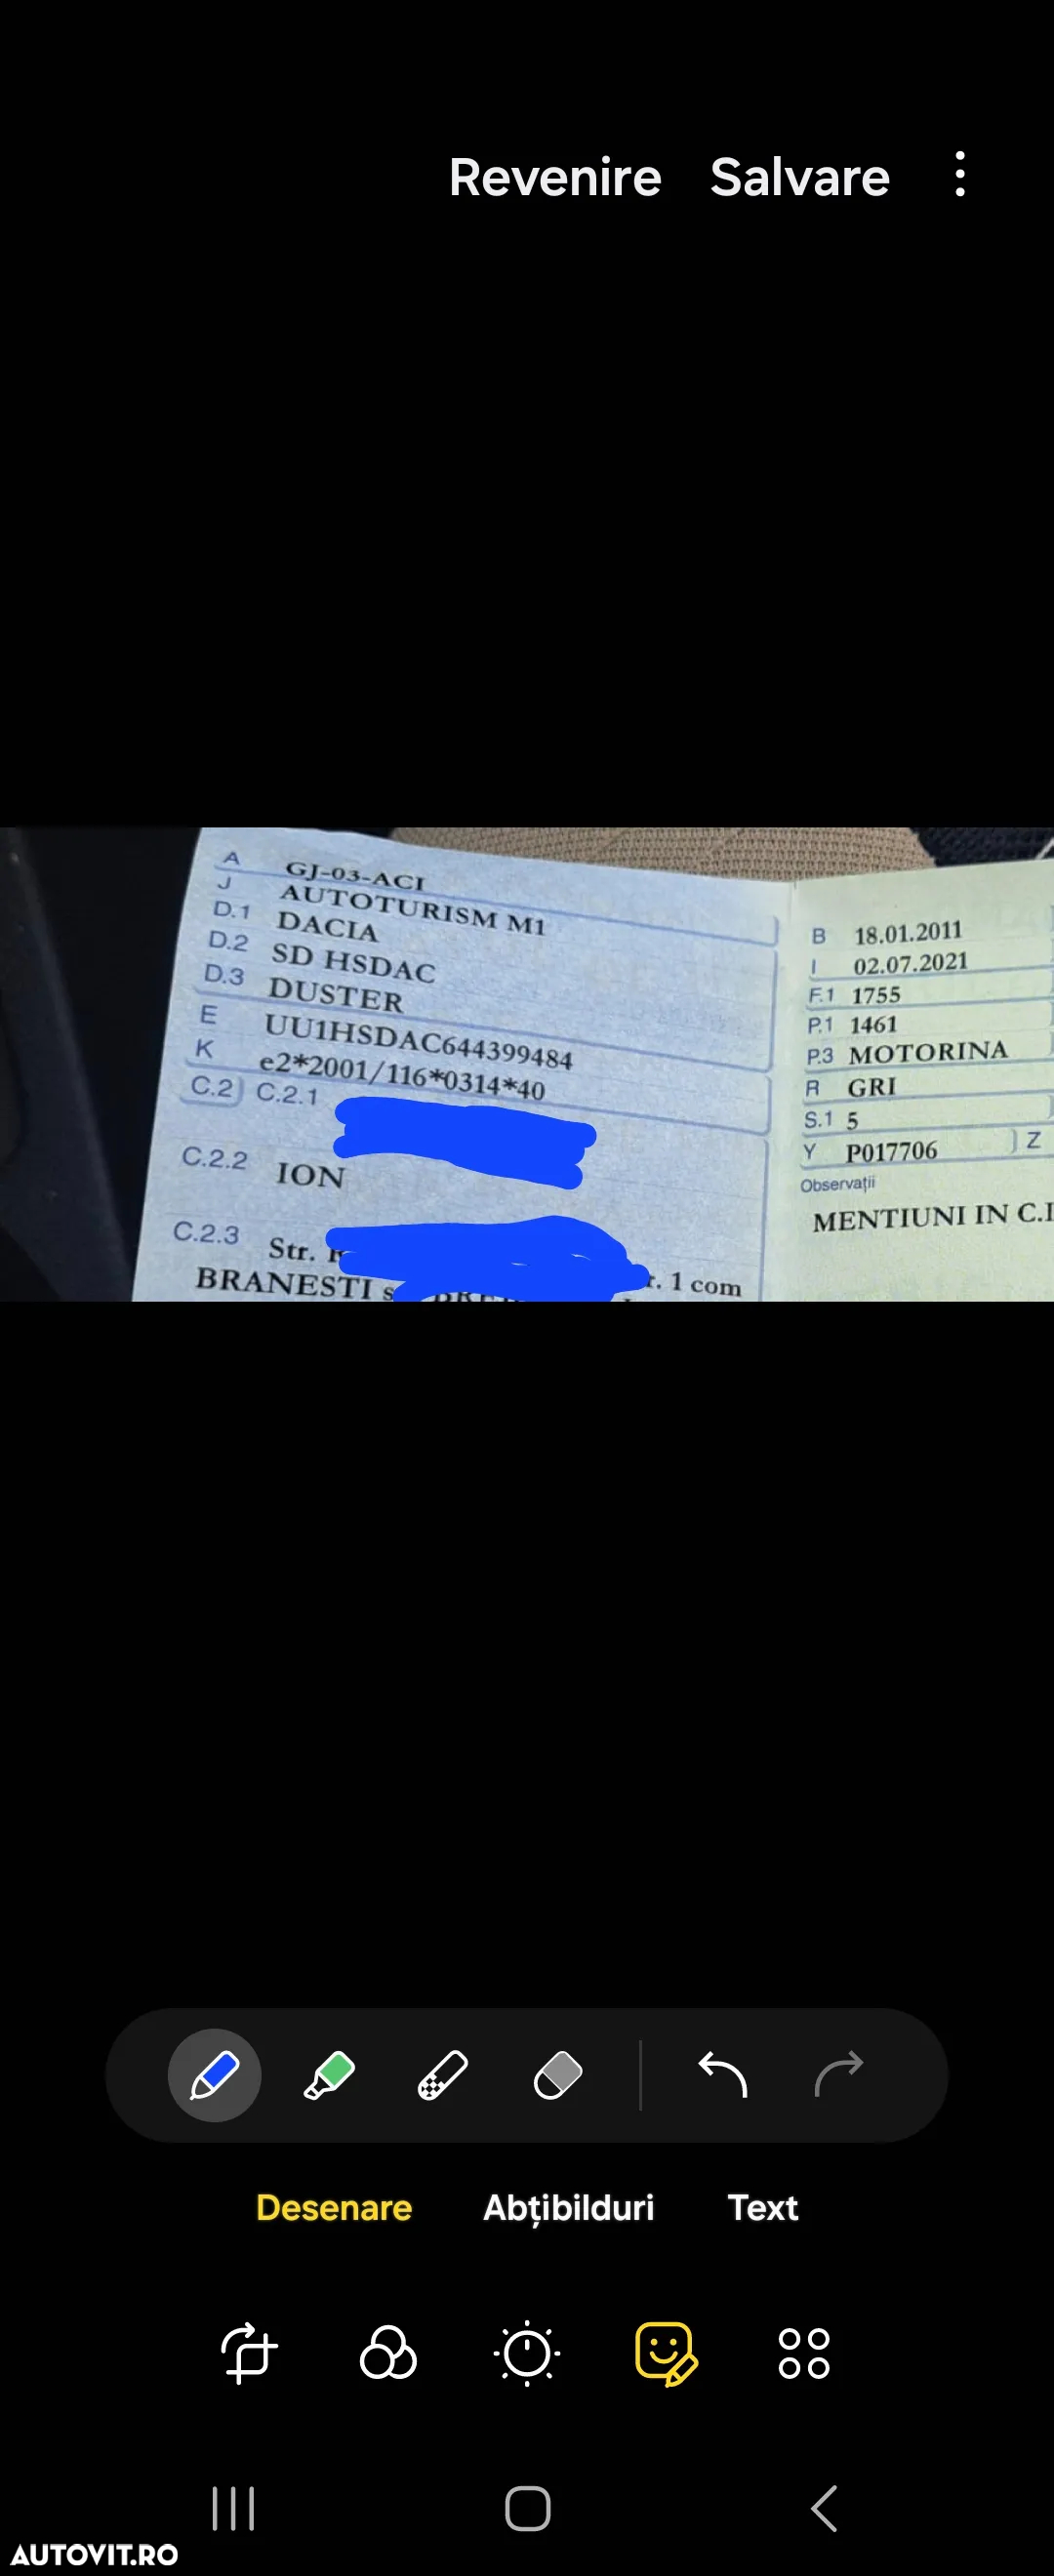 Revenire Salvare
A GJ-03-ACI
J AUTOTURISM M1
D.1 DACIA
D.2 SD HSDAC
D.3 DUSTER
E UU1HSDAC644399484
K e2*2001/116*0314*40
C.2 C.2.1
C.2.2 ION
C.2.3 Str.
r. 1 com
BRANESTI
B 18.01.2011
I 02.07.2021
F.1 1755
P.1 1461
P.3 MOTORINA
R GRI
S.1 5
Y P017706 Z
Observații
MENTIUNI IN C.I
Desenare Abțibilduri Text
AUTOVIT.RO